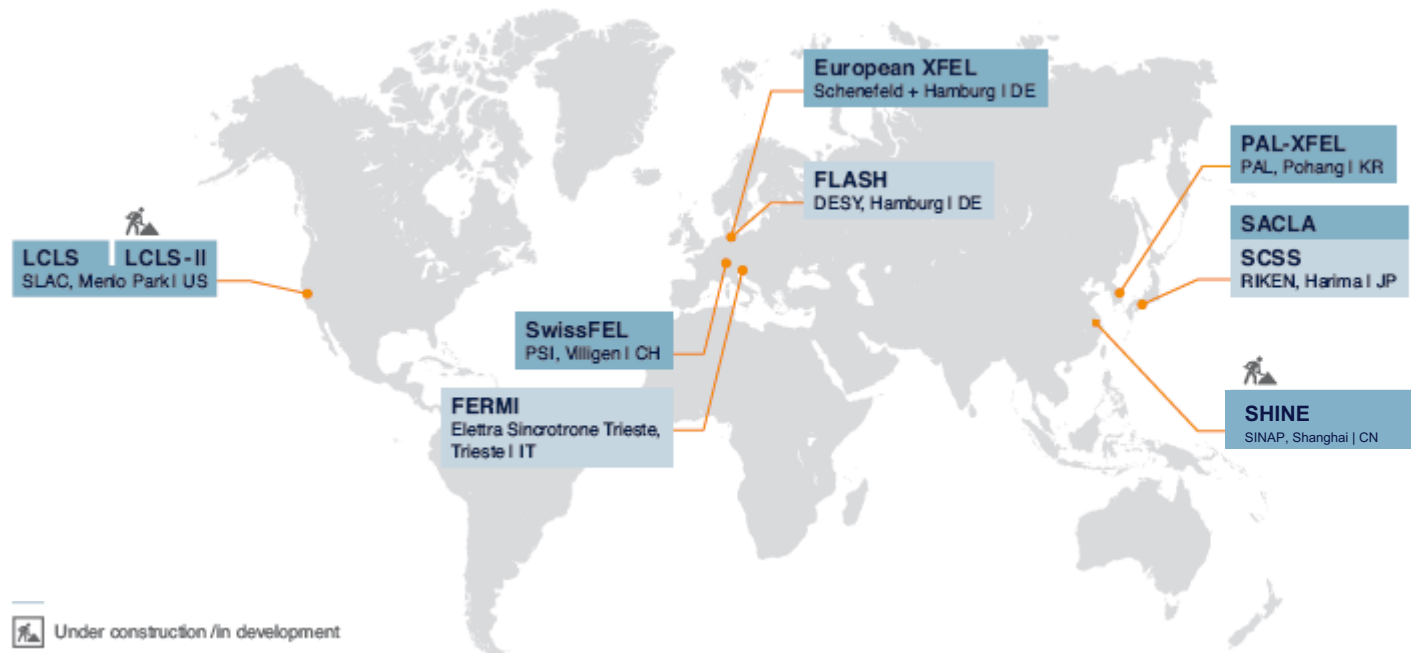 European XFEL
Schenefeld + Hamburg | DE
PAL-XFEL
PAL, Pohang | KR
FLASH
DESY, Hamburg | DE
SACLA
SCSS
RIKEN, Harima | JP
LCLS LCLS-II
SLAC, Menlo Park | US
SwissFEL
PSI, Villigen | CH
FERMI
Elettra Sincrotrone Trieste,
Trieste | IT
SHINE
SINAP, Shanghai | CN
Under construction /in development